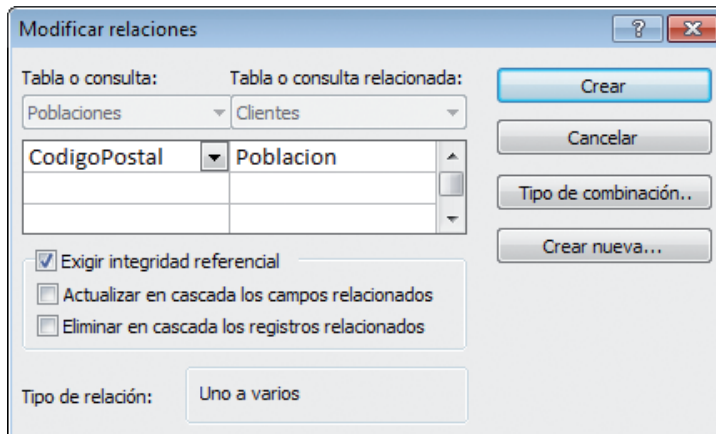 Modificar relaciones
Tabla o consulta: Tabla o consulta relacionada:
Poblaciones Clientes
CodigoPostal Poblacion
Exigir integridad referencial
Actualizar en cascada los campos relacionados
Eliminar en cascada los registros relacionados
Tipo de relación: Uno a varios
Crear
Cancelar
Tipo de combinación..
Crear nueva...